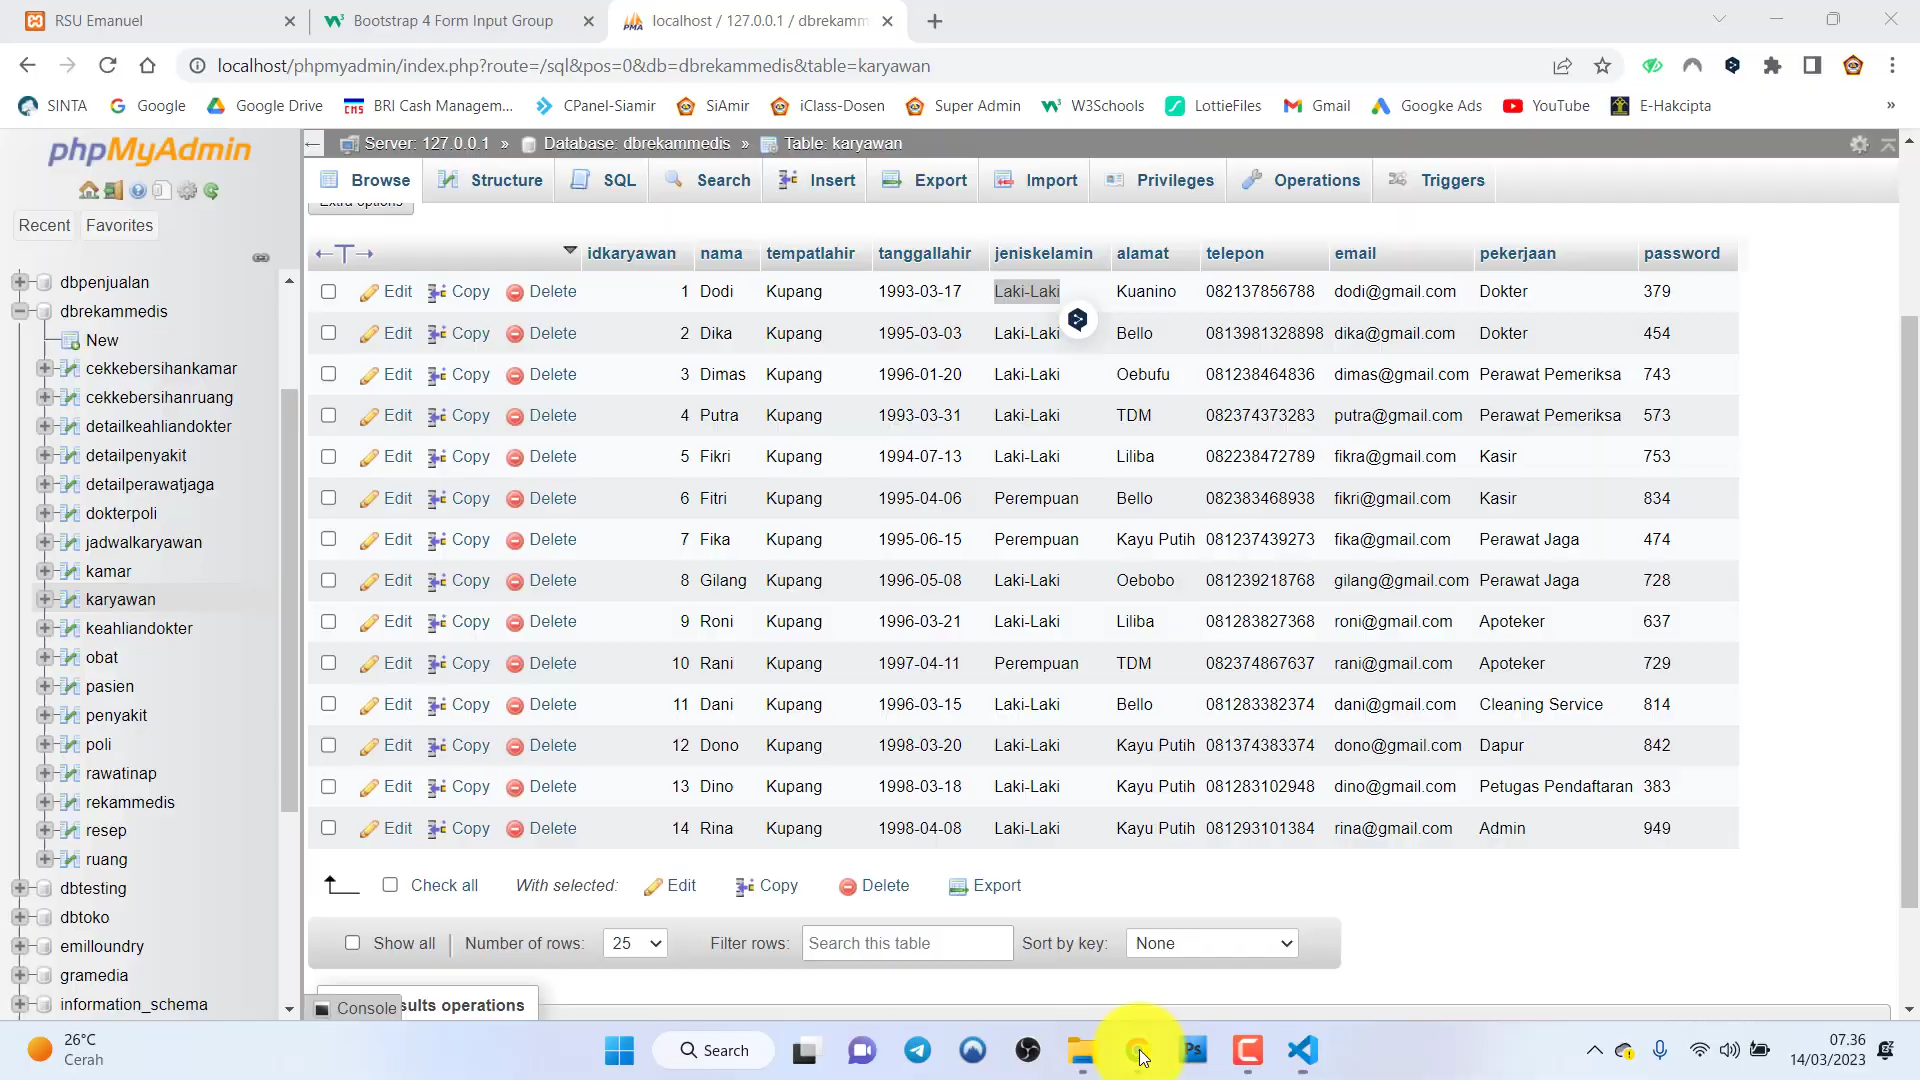 RSU Emanuel
Bootstrap 4 Form Input Group
localhost / 127.0.0.1 / dbrekamm
localhost/phpmyadmin/index.php?route=/sql&pos=0&db=dbrekammedis&table=karyawan
SINTA Google Google Drive BRI Cash Managem... CPanel-Siamir SiAmir iClass-Dosen Super Admin W3Schools LottieFiles Gmail Googke Ads YouTube E-Hakcipta »
phpMyAdmin
Recent Favorites
dbpenjualan
dbrekammedis
New
cekkebersihankamar
cekkebersihanruang
detailkeahliandokter
detailpenyakit
detailperawatjaga
dokterpoli
jadwalkaryawan
kamar
karyawan
keahliandokter
obat
pasien
penyakit
poli
rawatinap
rekammedis
resep
ruang
dbtesting
dbtoko
emilloundry
gramedia
information_schema
Server: 127.0.0.1 » Database: dbrekammedis » Table: karyawan
Browse Structure SQL Search Insert Export Import Privileges Operations Triggers
Extra options
idkaryawan nama tempatlahir tanggallahir jeniskelamin alamat telepon email pekerjaan password
Edit Copy Delete 1 Dodi Kupang 1993-03-17 Laki-Laki Kuanino 082137856788 dodi@gmail.com Dokter 379
Edit Copy Delete 2 Dika Kupang 1995-03-03 Laki-Laki Bello 0813981328898 dika@gmail.com Dokter 454
Edit Copy Delete 3 Dimas Kupang 1996-01-20 Laki-Laki Oebufu 081238464836 dimas@gmail.com Perawat Pemeriksa 743
Edit Copy Delete 4 Putra Kupang 1993-03-31 Laki-Laki TDM 082374373283 putra@gmail.com Perawat Pemeriksa 573
Edit Copy Delete 5 Fikri Kupang 1994-07-13 Laki-Laki Liliba 082238472789 fikra@gmail.com Kasir 753
Edit Copy Delete 6 Fitri Kupang 1995-04-06 Perempuan Bello 082383468938 fikri@gmail.com Kasir 834
Edit Copy Delete 7 Fika Kupang 1995-06-15 Perempuan Kayu Putih 081237439273 fika@gmail.com Perawat Jaga 474
Edit Copy Delete 8 Gilang Kupang 1996-05-08 Laki-Laki Oebobo 081239218768 gilang@gmail.com Perawat Jaga 728
Edit Copy Delete 9 Roni Kupang 1996-03-21 Laki-Laki Liliba 081283827368 roni@gmail.com Apoteker 637
Edit Copy Delete 10 Rani Kupang 1997-04-11 Perempuan TDM 082374867637 rani@gmail.com Apoteker 729
Edit Copy Delete 11 Dani Kupang 1996-03-15 Laki-Laki Bello 081283382374 dani@gmail.com Cleaning Service 814
Edit Copy Delete 12 Dono Kupang 1998-03-20 Laki-Laki Kayu Putih 081374383374 dono@gmail.com Dapur 842
Edit Copy Delete 13 Dino Kupang 1998-03-18 Laki-Laki Kayu Putih 081283102948 dino@gmail.com Petugas Pendaftaran 383
Edit Copy Delete 14 Rina Kupang 1998-04-08 Laki-Laki Kayu Putih 081293101384 rina@gmail.com Admin 949
Check all With selected: Edit Copy Delete Export
Show all Number of rows: 25 Filter rows: Search this table Sort by key: None
Console sults operations
26°C
Cerah
Search
Ps
07.36
14/03/2023